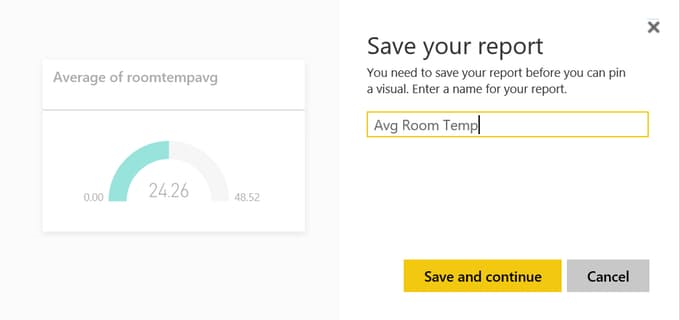 Average of roomtempavg
0.00
24.26
48.52
Save your report
You need to save your report before you can pin
a visual. Enter a name for your report.
Avg Room Temp
Save and continue
Cancel